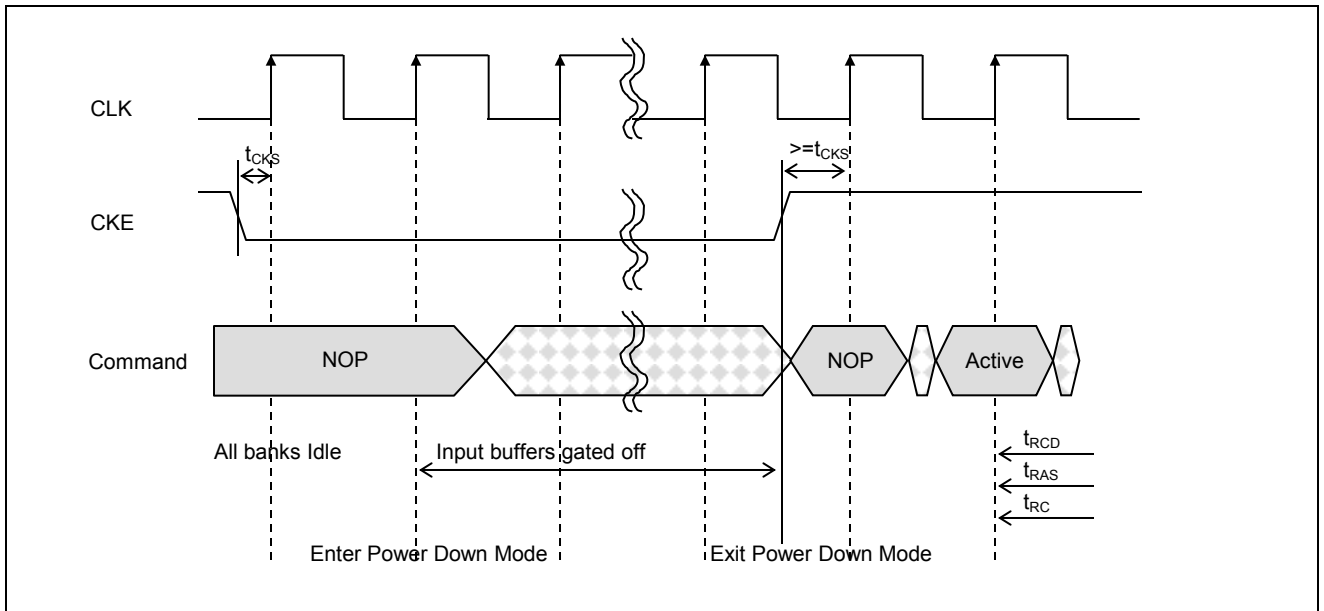 CLK
tCKS
>=tCKS
CKE
Command
NOP
NOP
Active
All banks Idle
Input buffers gated off
tRCD
tRAS
tRC
Enter Power Down Mode
Exit Power Down Mode